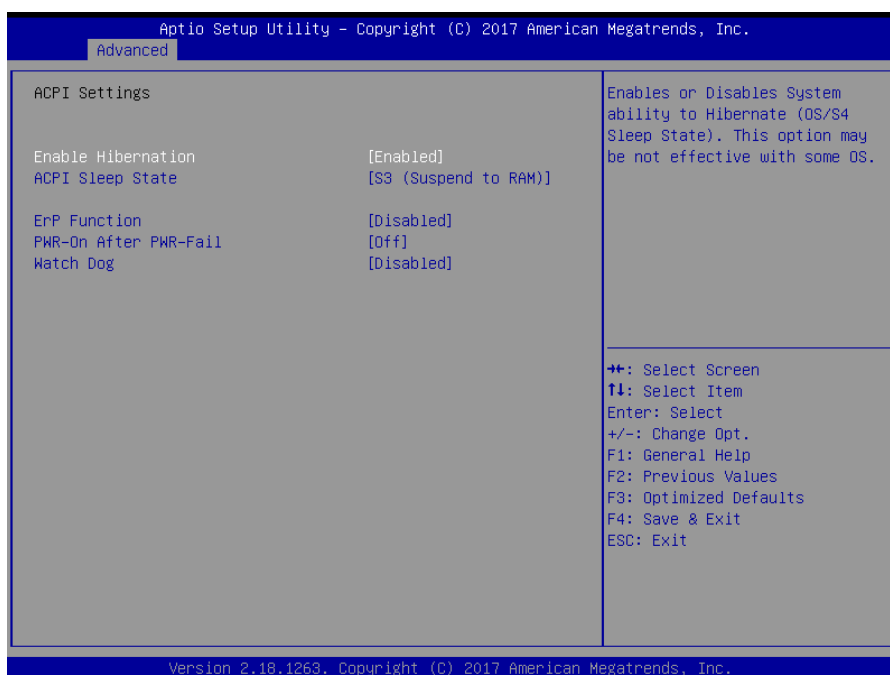 Aptio Setup Utility – Copyright (C) 2017 American Megatrends, Inc.
Advanced
ACPI Settings
Enable Hibernation [Enabled]
ACPI Sleep State [S3 (Suspend to RAM)]
ErP Function [Disabled]
PWR-On After PWR-Fail [Off]
Watch Dog [Disabled]
Enables or Disables System
ability to Hibernate (OS/S4
Sleep State). This option may
be not effective with some OS.
→←: Select Screen
↑↓: Select Item
Enter: Select
+/-: Change Opt.
F1: General Help
F2: Previous Values
F3: Optimized Defaults
F4: Save & Exit
ESC: Exit
Version 2.18.1263. Copyright (C) 2017 American Megatrends, Inc.